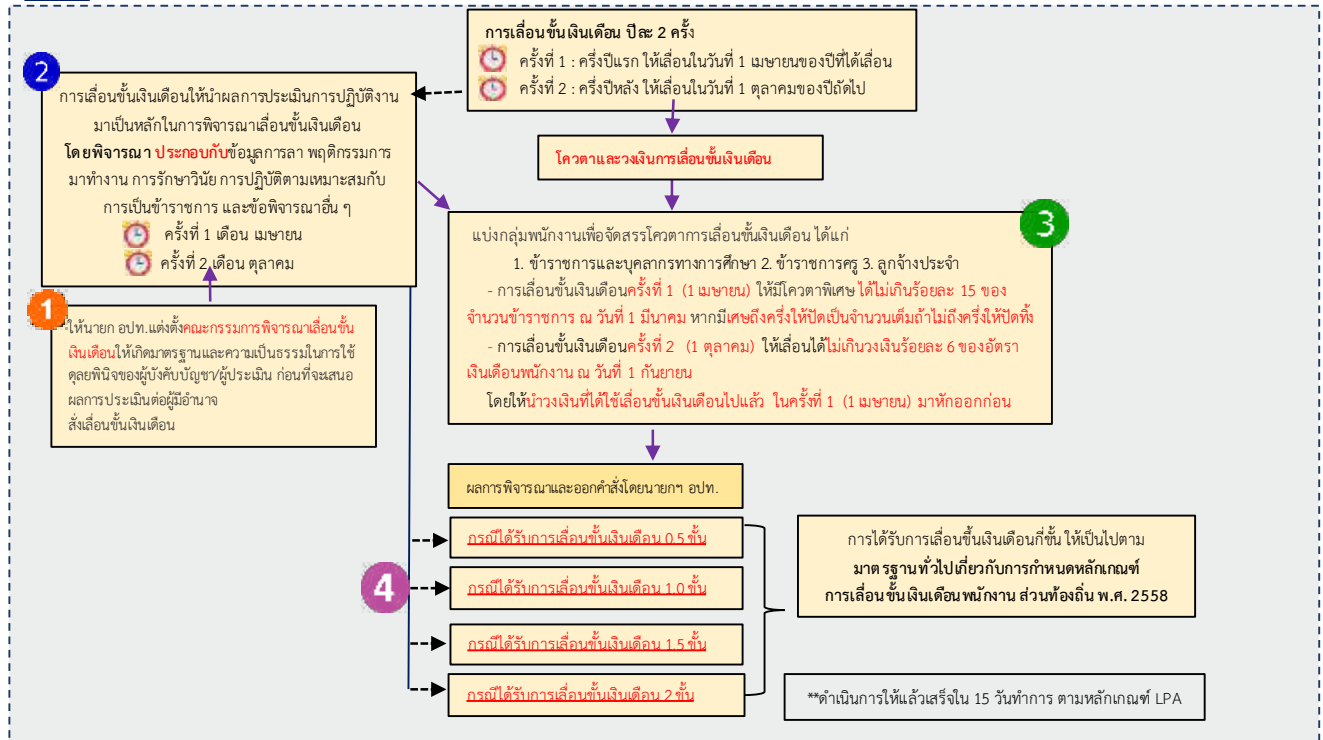 การเลื่อนขั้นเงินเดือน ปีละ 2 ครั้ง
ครั้งที่ 1 : ครึ่งปีแรก ให้เลื่อนในวันที่ 1 เมษายนของปีที่ได้เลื่อน
ครั้งที่ 2 : ครึ่งปีหลัง ให้เลื่อนในวันที่ 1 ตุลาคมของปีถัดไป
2
การเลื่อนขั้นเงินเดือนให้นำผลการประเมินการปฏิบัติงาน
มาเป็นหลักในการพิจารณาเลื่อนขั้นเงินเดือน
โดยพิจารณา ประกอบกับข้อมูลการลา พฤติกรรมการ
มาทำงาน การรักษาวินัย การปฏิบัติตามเหมาะสมกับ
การเป็นข้าราชการ และข้อพิจารณาอื่น ๆ
ครั้งที่ 1 เดือน เมษายน
ครั้งที่ 2 เดือน ตุลาคม
โควตาและวงเงินการเลื่อนขั้นเงินเดือน
3
แบ่งกลุ่มพนักงานเพื่อจัดสรรโควตาการเลื่อนขั้นเงินเดือน ได้แก่
1. ข้าราชการและบุคลากรทางการศึกษา 2. ข้าราชการครู 3. ลูกจ้างประจำ
- การเลื่อนขั้นเงินเดือนครั้งที่ 1 (1 เมษายน) ให้มีโควตาพิเศษ ได้ไม่เกินร้อยละ 15 ของ
จำนวนข้าราชการ ณ วันที่ 1 มีนาคม หากมีเศษถึงครึ่งให้ปัดเป็นจำนวนเต็มถ้าไม่ถึงครึ่งให้ปัดทิ้ง
- การเลื่อนขั้นเงินเดือนครั้งที่ 2 (1 ตุลาคม) ให้เลื่อนได้ไม่เกินวงเงินร้อยละ 6 ของอัตรา
เงินเดือนพนักงาน ณ วันที่ 1 กันยายน
โดยให้นำวงเงินที่ได้ใช้เลื่อนขั้นเงินเดือนไปแล้ว ในครั้งที่ 1 (1 เมษายน) มาหักออกก่อน
1
ให้นายก อปท.แต่งตั้งคณะกรรมการพิจารณาเลื่อนขั้น
เงินเดือนให้เกิดมาตรฐานและความเป็นธรรมในการใช้
ดุลยพินิจของผู้บังคับบัญชา/ผู้ประเมิน ก่อนที่จะเสนอ
ผลการประเมินต่อผู้มีอำนาจ
สั่งเลื่อนขั้นเงินเดือน
ผลการพิจารณาและออกคำสั่งโดยนายกฯ อปท.
4
กรณีได้รับการเลื่อนขั้นเงินเดือน 0.5 ขั้น
กรณีได้รับการเลื่อนขั้นเงินเดือน 1.0 ขั้น
กรณีได้รับการเลื่อนขั้นเงินเดือน 1.5 ขั้น
กรณีได้รับการเลื่อนขั้นเงินเดือน 2 ขั้น
การได้รับการเลื่อนขึ้นเงินเดือนกี่ขั้น ให้เป็นไปตาม
มาตรฐานทั่วไปเกี่ยวกับการกำหนดหลักเกณฑ์
การเลื่อนขั้นเงินเดือนพนักงาน ส่วนท้องถิ่น พ.ศ. 2558
**ดำเนินการให้แล้วเสร็จใน 15 วันทำการ ตามหลักเกณฑ์ LPA